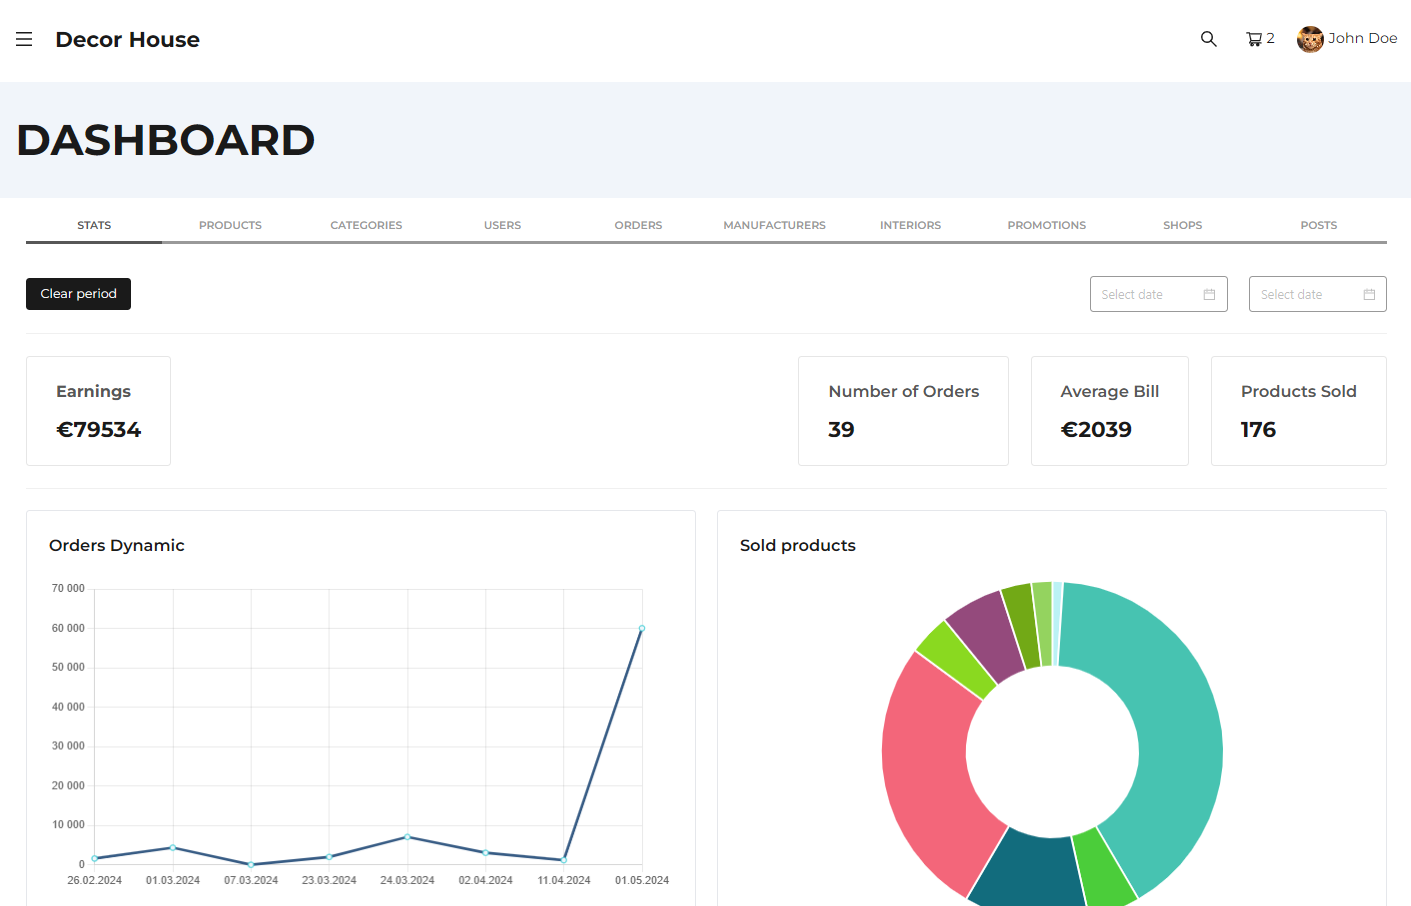 Decor House
2
John Doe
DASHBOARD
STATS
PRODUCTS
CATEGORIES
USERS
ORDERS
MANUFACTURERS
INTERIORS
PROMOTIONS
SHOPS
POSTS
Clear period
Select date
Select date
Earnings
€79534
Number of Orders
39
Average Bill
€2039
Products Sold
176
Orders Dynamic
70 000
60 000
50 000
40 000
30 000
20 000
10 000
0
26.02.2024
01.03.2024
07.03.2024
23.03.2024
24.03.2024
02.04.2024
11.04.2024
01.05.2024
Sold products